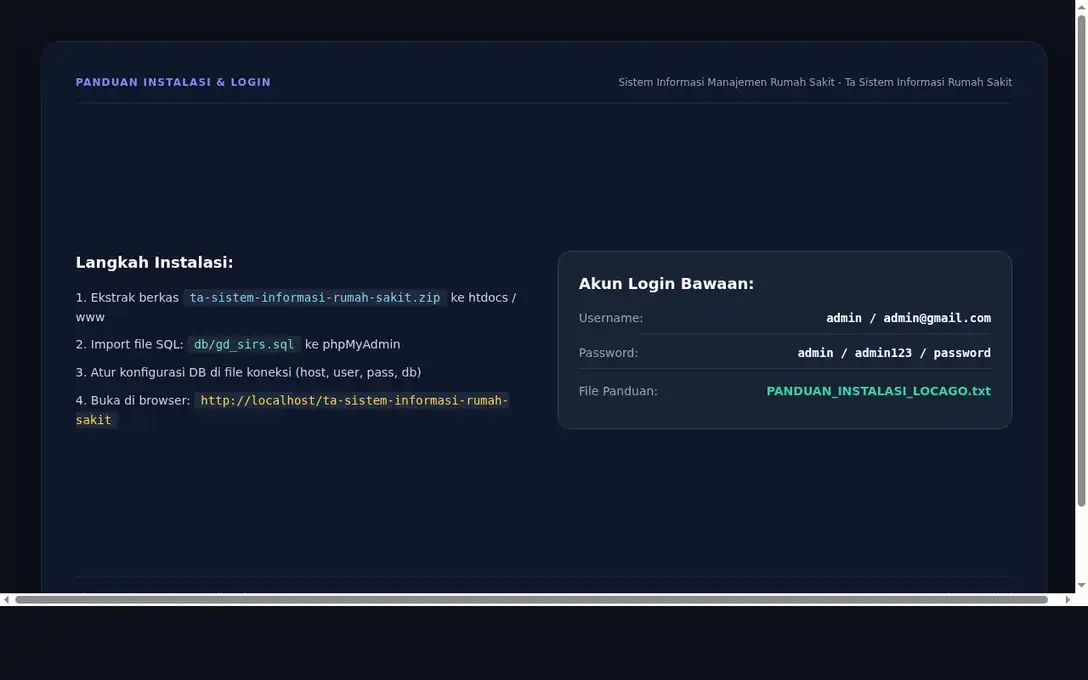 PANDUAN INSTALASI & LOGIN
Sistem Informasi Manajemen Rumah Sakit - Ta Sistem Informasi Rumah Sakit
Langkah Instalasi:
1. Ekstrak berkas ta-sistem-informasi-rumah-sakit.zip ke htdocs /
www
2. Import file SQL: db/gd_sirs.sql ke phpMyAdmin
3. Atur konfigurasi DB di file koneksi (host, user, pass, db)
4. Buka di browser: http://localhost/ta-sistem-informasi-rumah-
sakit
Akun Login Bawaan:
Username: admin / admin@gmail.com
Password: admin / admin123 / password
File Panduan: PANDUAN_INSTALASI_LOCAGO.txt